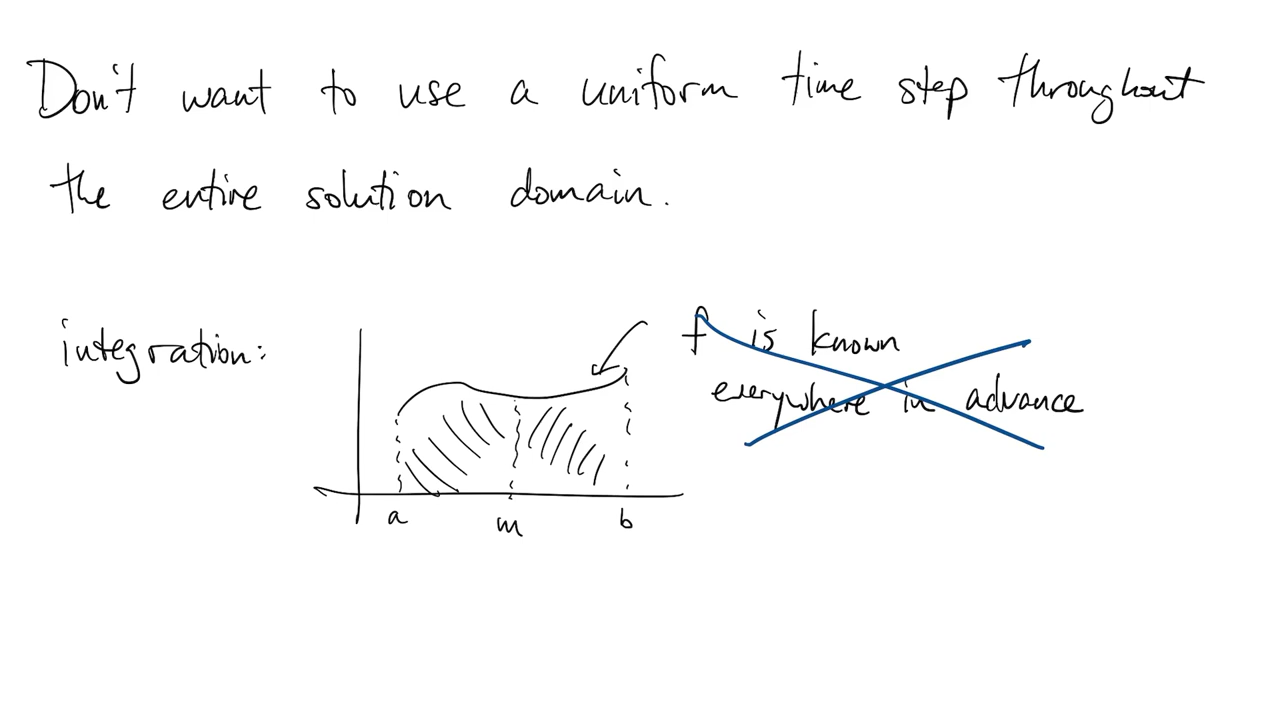 Don't want to use a uniform time step throughout
the entire solution domain.
integration:
f is known
everywhere in advance
a m b